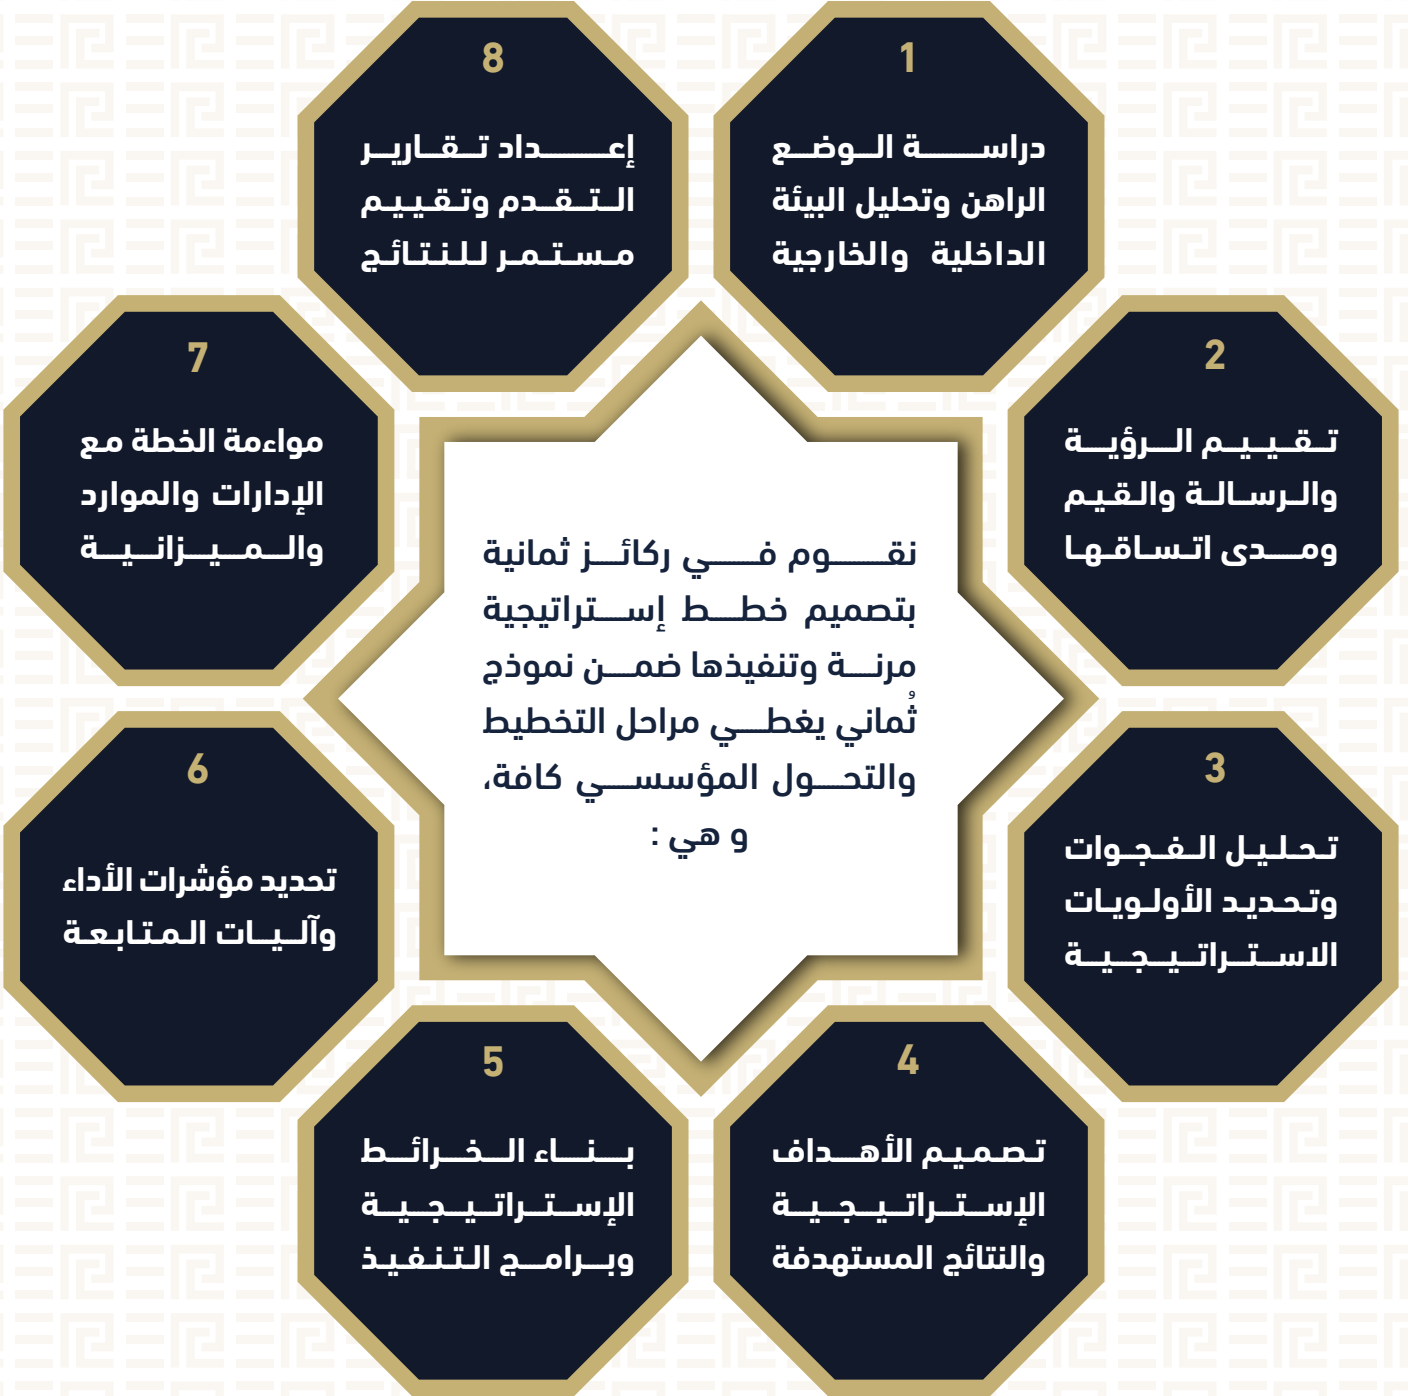 نقوم في ركائز ثمانية
بتصميم خطط إستراتيجية
مرنة وتنفيذها ضمن نموذج
ثُماني يغطي مراحل التخطيط
والتحول المؤسسي كافة،
و هي :
1
دراسة الوضع
الراهن وتحليل البيئة
الداخلية والخارجية
2
تقييم الرؤية
والرسالة والقيم
ومدى اتساقها
3
تحليل الفجوات
وتحديد الأولويات
الاستراتيجية
4
تصميم الأهداف
الإستراتيجية
والنتائج المستهدفة
5
بناء الخرائط
الإستراتيجية
وبرامج التنفيذ
6
تحديد مؤشرات الأداء
وآليات المتابعة
7
مواءمة الخطة مع
الإدارات والموارد
والميزانية
8
إعداد تقارير
التقدم وتقييم
مستمر للنتائج